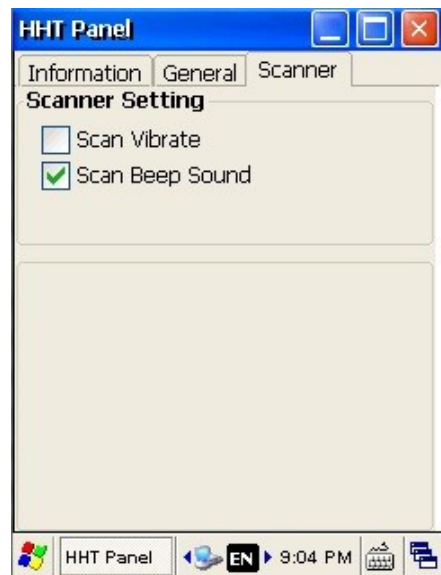 HHT Panel
Information General Scanner
Scanner Setting
Scan Vibrate
Scan Beep Sound
HHT Panel EN 9:04 PM